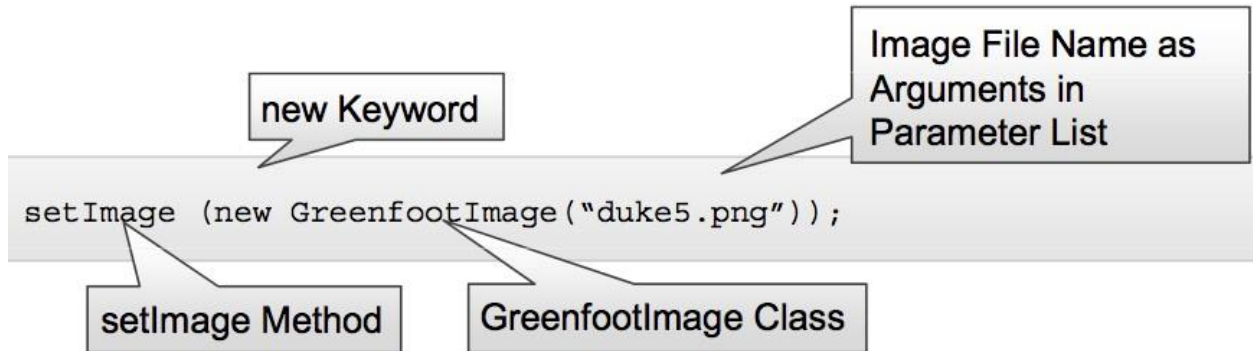 Image File Name as
Arguments in
Parameter List
new Keyword
setImage (new GreenfootImage(“duke5.png”));
setImage Method
GreenfootImage Class